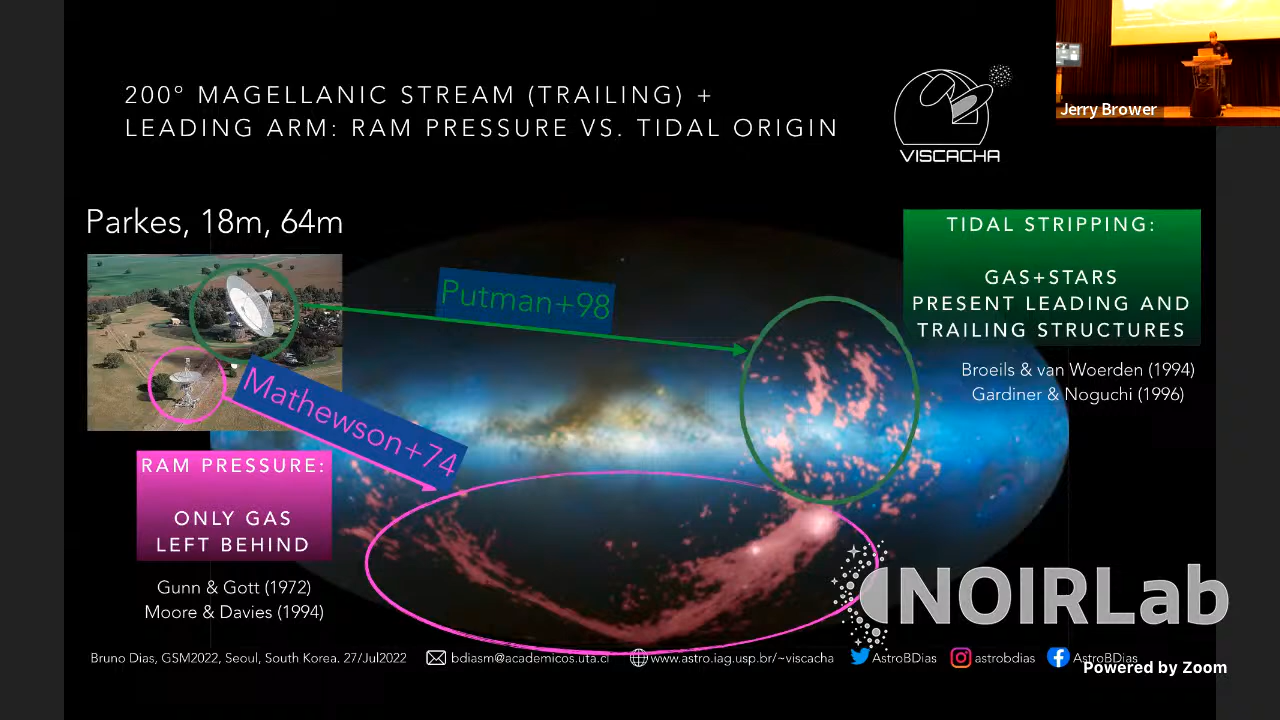 200° MAGELLANIC STREAM (TRAILING) +
LEADING ARM: RAM PRESSURE VS. TIDAL ORIGIN
VISCACHA
Jerry Brower
Parkes, 18m, 64m
Putman+98
Mathewson+74
TIDAL STRIPPING:
GAS+STARS
PRESENT LEADING AND
TRAILING STRUCTURES
Broeils & van Woerden (1994)
Gardiner & Noguchi (1996)
RAM PRESSURE:
ONLY GAS
LEFT BEHIND
Gunn & Gott (1972)
Moore & Davies (1994)
NOIRLab
Bruno Dias, GSM2022, Seoul, South Korea. 27/Jul2022 bdiasm@academicos.uta.cl www.astro.iag.usp.br/~viscacha AstroBDias astrobdias AstroBDias
Powered by Zoom